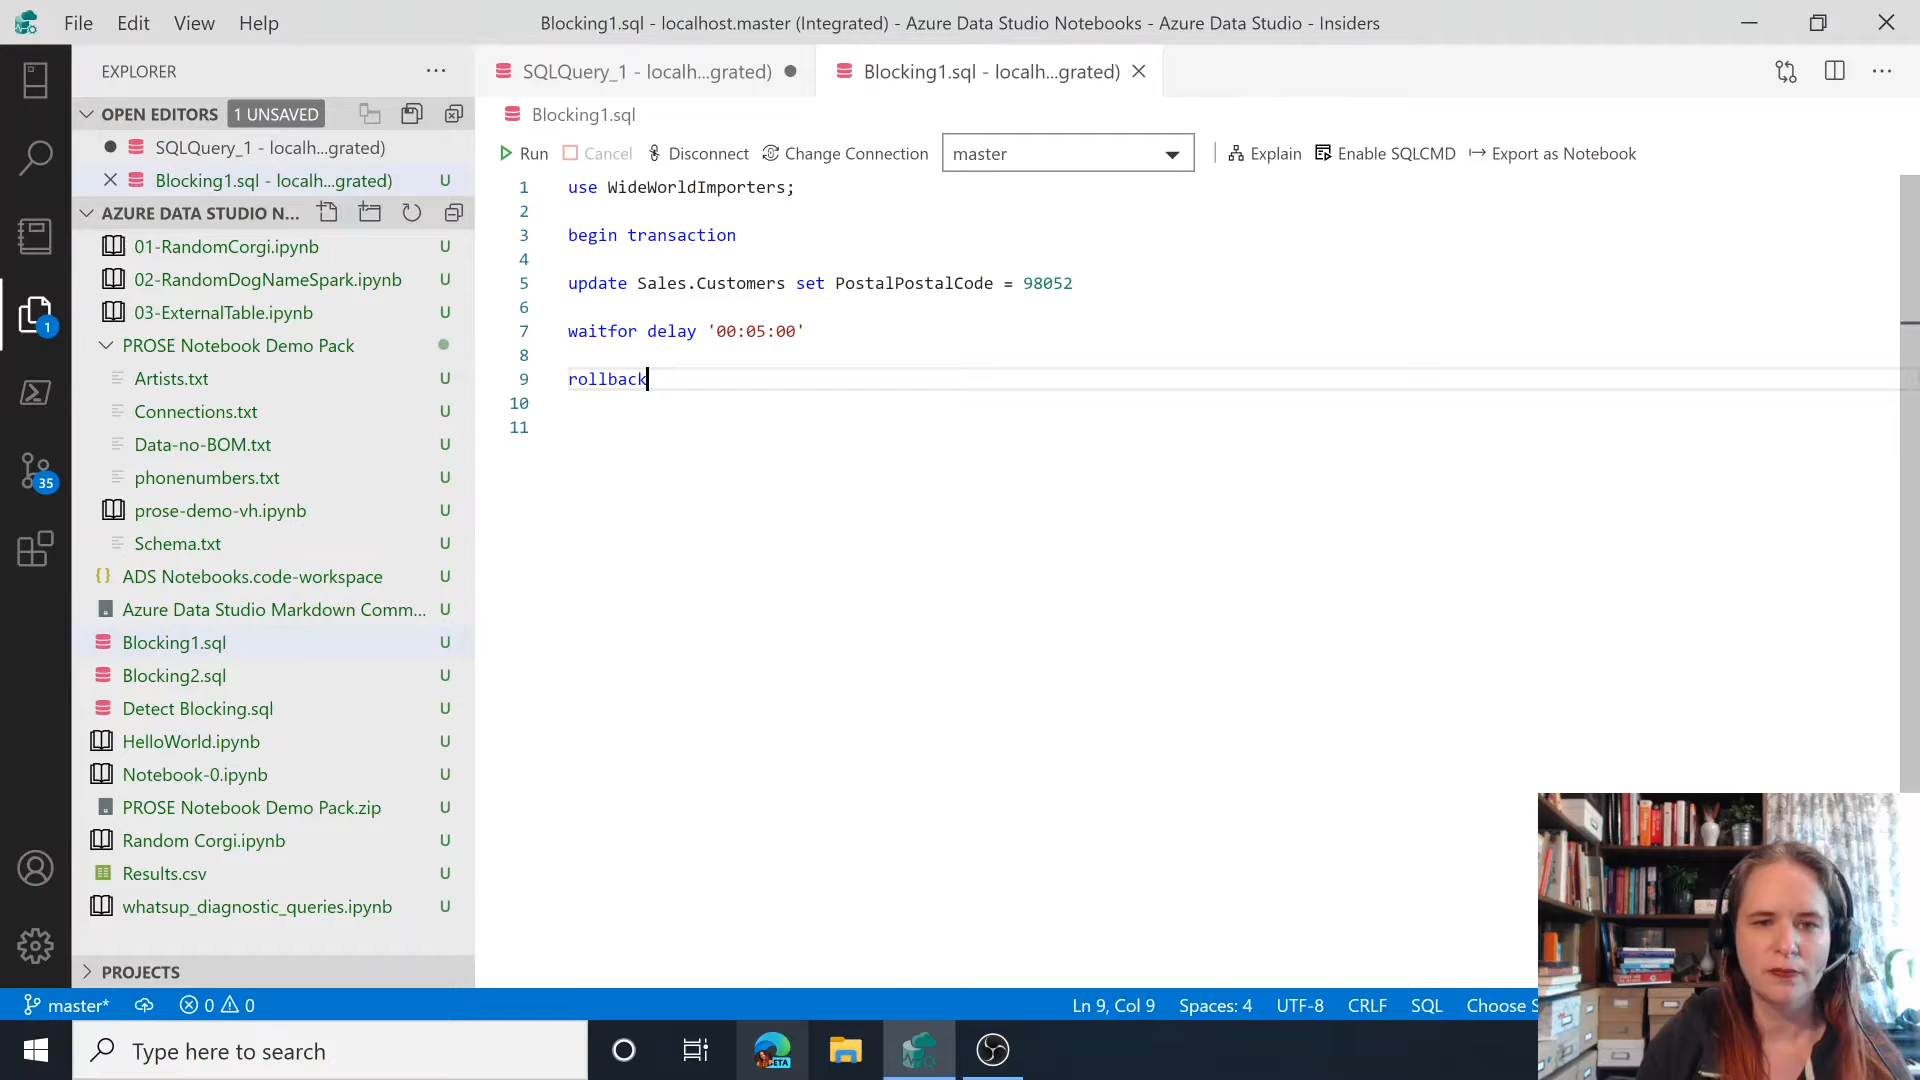 File Edit View Help
Blocking1.sql - localhost.master (Integrated) - Azure Data Studio Notebooks - Azure Data Studio - Insiders
EXPLORER
OPEN EDITORS 1 UNSAVED
SQLQuery_1 - localh...grated)
Blocking1.sql - localh...grated) U
AZURE DATA STUDIO N...
01-RandomCorgi.ipynb U
02-RandomDogNameSpark.ipynb U
03-ExternalTable.ipynb U
PROSE Notebook Demo Pack
Artists.txt U
Connections.txt U
Data-no-BOM.txt U
phonenumbers.txt U
prose-demo-vh.ipynb U
Schema.txt U
ADS Notebooks.code-workspace U
Azure Data Studio Markdown Comm... U
Blocking1.sql U
Blocking2.sql U
Detect Blocking.sql U
HelloWorld.ipynb U
Notebook-0.ipynb U
PROSE Notebook Demo Pack.zip U
Random Corgi.ipynb U
Results.csv U
whatsup_diagnostic_queries.ipynb U
PROJECTS
1
35
SQLQuery_1 - localh...grated)
Blocking1.sql - localh...grated)
Blocking1.sql
Run Cancel Disconnect Change Connection master Explain Enable SQLCMD Export as Notebook
1 use WideWorldImporters;
2
3 begin transaction
4
5 update Sales.Customers set PostalPostalCode = 98052
6
7 waitfor delay '00:05:00'
8
9 rollback
10
11
master* 0 0 Ln 9, Col 9 Spaces: 4 UTF-8 CRLF SQL Choose S
Type here to search
BETA